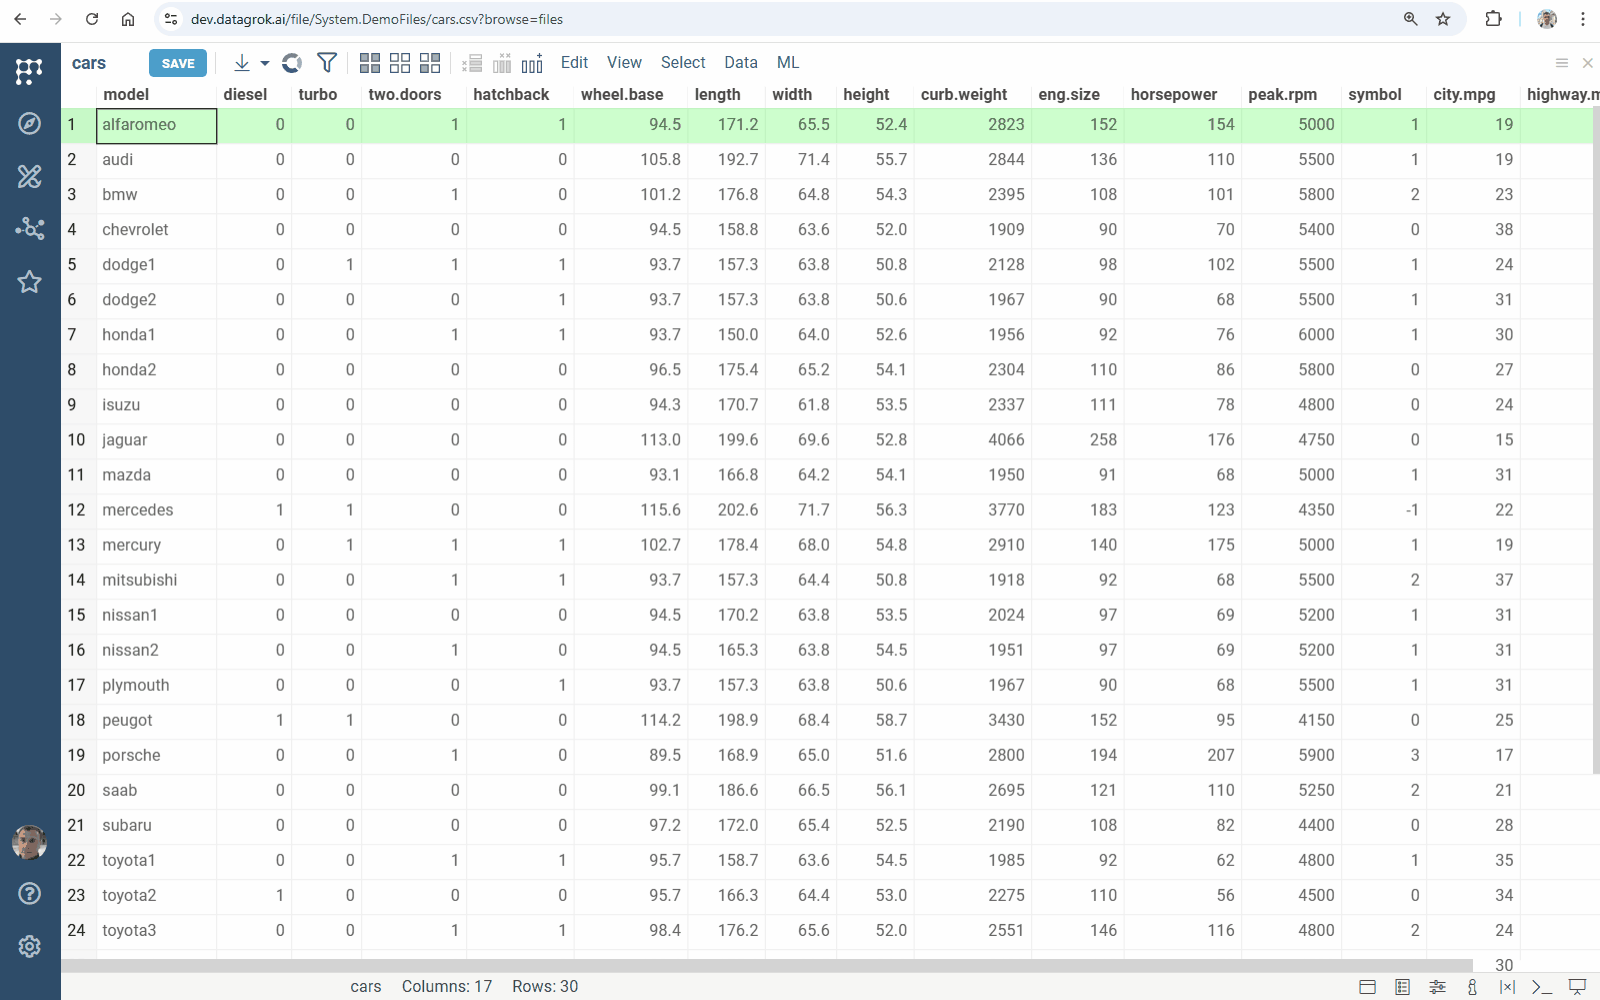 dev.datagrok.ai/file/System.DemoFiles/cars.csv?browse=files
cars SAVE Edit View Select Data ML
model diesel turbo two.doors hatchback wheel.base length width height curb.weight eng.size horsepower peak.rpm symbol city.mpg highway.m
1 alfaromeo 0 0 1 1 94.5 171.2 65.5 52.4 2823 152 154 5000 1 19
2 audi 0 0 0 0 105.8 192.7 71.4 55.7 2844 136 110 5500 1 19
3 bmw 0 0 1 0 101.2 176.8 64.8 54.3 2395 108 101 5800 2 23
4 chevrolet 0 0 0 0 94.5 158.8 63.6 52.0 1909 90 70 5400 0 38
5 dodge1 0 1 1 1 93.7 157.3 63.8 50.8 2128 98 102 5500 1 24
6 dodge2 0 0 0 1 93.7 157.3 63.8 50.6 1967 90 68 5500 1 31
7 honda1 0 0 1 1 93.7 150.0 64.0 52.6 1956 92 76 6000 1 30
8 honda2 0 0 0 0 96.5 175.4 65.2 54.1 2304 110 86 5800 0 27
9 isuzu 0 0 0 0 94.3 170.7 61.8 53.5 2337 111 78 4800 0 24
10 jaguar 0 0 0 0 113.0 199.6 69.6 52.8 4066 258 176 4750 0 15
11 mazda 0 0 0 0 93.1 166.8 64.2 54.1 1950 91 68 5000 1 31
12 mercedes 1 1 0 0 115.6 202.6 71.7 56.3 3770 183 123 4350 -1 22
13 mercury 0 1 1 1 102.7 178.4 68.0 54.8 2910 140 175 5000 1 19
14 mitsubishi 0 0 1 1 93.7 157.3 64.4 50.8 1918 92 68 5500 2 37
15 nissan1 0 0 0 0 94.5 170.2 63.8 53.5 2024 97 69 5200 1 31
16 nissan2 0 0 1 0 94.5 165.3 63.8 54.5 1951 97 69 5200 1 31
17 plymouth 0 0 0 1 93.7 157.3 63.8 50.6 1967 90 68 5500 1 31
18 peugot 1 1 0 0 114.2 198.9 68.4 58.7 3430 152 95 4150 0 25
19 porsche 0 0 1 0 89.5 168.9 65.0 51.6 2800 194 207 5900 3 17
20 saab 0 0 0 0 99.1 186.6 66.5 56.1 2695 121 110 5250 2 21
21 subaru 0 0 0 0 97.2 172.0 65.4 52.5 2190 108 82 4400 0 28
22 toyota1 0 0 1 1 95.7 158.7 63.6 54.5 1985 92 62 4800 1 35
23 toyota2 1 0 0 0 95.7 166.3 64.4 53.0 2275 110 56 4500 0 34
24 toyota3 0 0 1 1 98.4 176.2 65.6 52.0 2551 146 116 4800 2 24
30
cars Columns: 17 Rows: 30